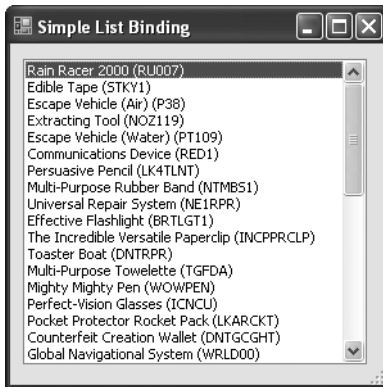 Simple List Binding
Rain Racer 2000 (RU007)
Edible Tape (STKY1)
Escape Vehicle (Air) (P38)
Extracting Tool (NOZ119)
Escape Vehicle (Water) (PT109)
Communications Device (RED1)
Persuasive Pencil (LK4TLNT)
Multi-Purpose Rubber Band (NTMBS1)
Universal Repair System (NE1RPR)
Effective Flashlight (BRTLGT1)
The Incredible Versatile Paperclip (INCPPRCLP)
Toaster Boat (DNTRPR)
Multi-Purpose Towelette (TGFDA)
Mighty Mighty Pen (WOWPEN)
Perfect-Vision Glasses (ICNCU)
Pocket Protector Rocket Pack (LKARCKT)
Counterfeit Creation Wallet (DNTGCGHT)
Global Navigational System (WRLD00)